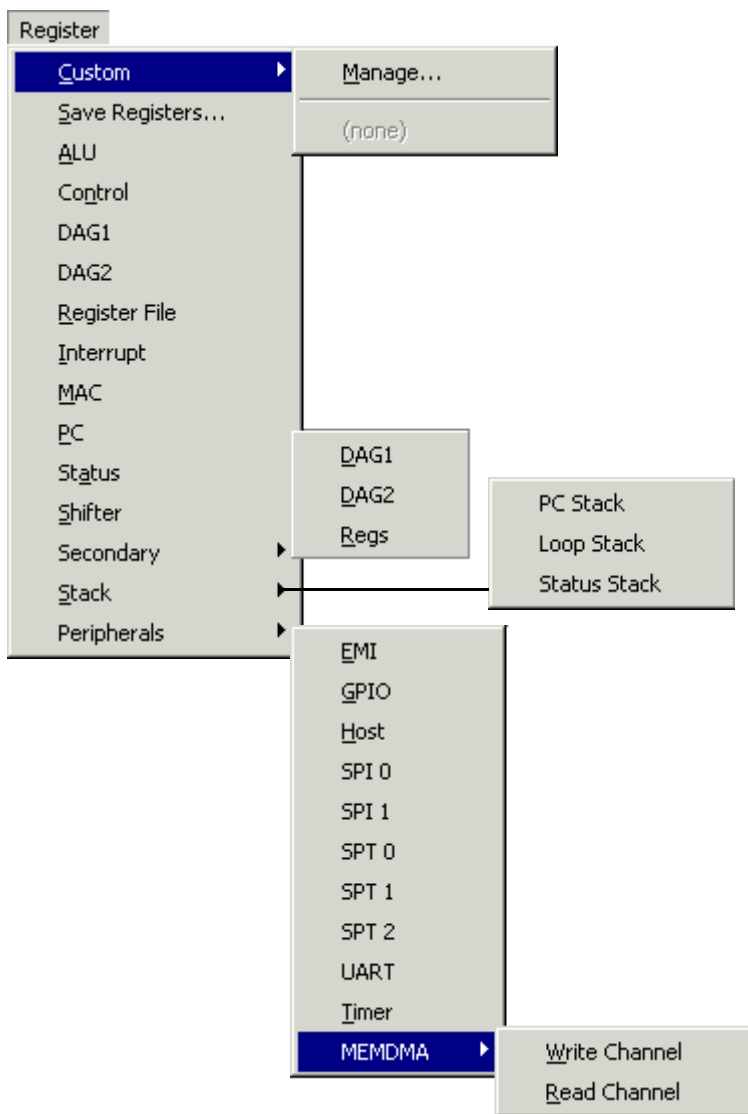 Register
Custom
Manage...
(none)
Save Registers...
ALU
Control
DAG1
DAG2
Register File
Interrupt
MAC
PC
Status
Shifter
Secondary
Stack
Peripherals
DAG1
DAG2
Regs
PC Stack
Loop Stack
Status Stack
EMI
GPIO
Host
SPI 0
SPI 1
SPT 0
SPT 1
SPT 2
UART
Timer
MEMDMA
Write Channel
Read Channel